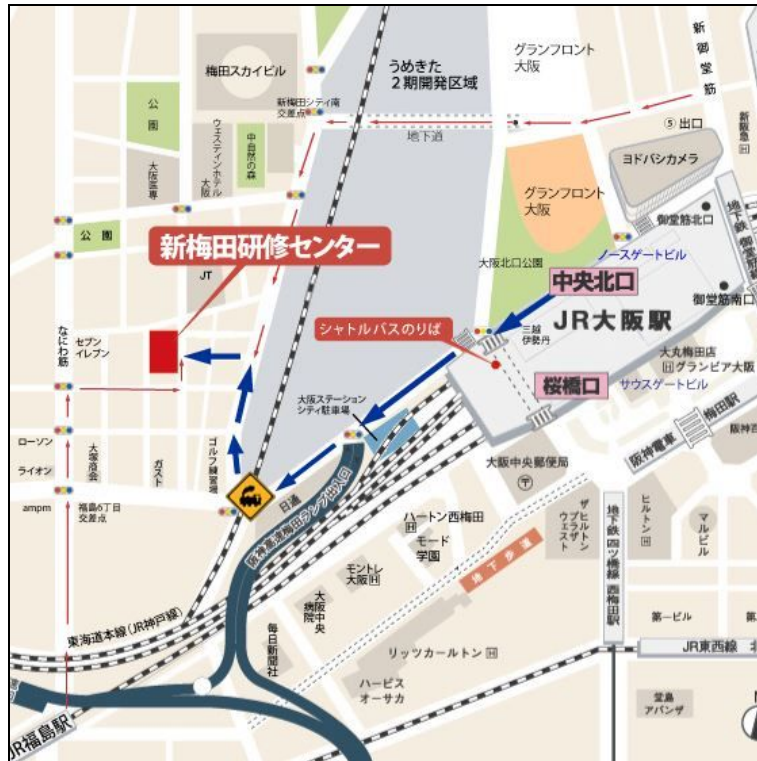 梅田スカイビル
うめきた
2期開発区域
グランフロント
大阪
新御堂筋
新梅田シティ南
交差点
地下道
⑤出口
新阪急H
公園
大阪医専
ウェスティンホテル
大阪
中自然の森
ヨドバシカメラ
グランフロント
大阪
地下鉄 御堂筋
御堂筋北口
公園
新梅田研修センター
大阪北口公園
ノースゲートビル
JT
中央北口
御堂筋南口
JR大阪駅
シャトルバスのりば
三越
伊勢丹
なにわ筋
セブン
イレブン
大丸梅田店
Hグランビア大阪
桜橋口
サウスゲートビル
大阪ステーション
シティ駐車場
梅田駅
阪神電車
ローソン
ライオン
大塚商会
ガスト
ゴルフ練習場
大阪中央郵便局
〒
ampm
福島6丁目
交差点
日通
阪神高速梅田ランプ出入口
ハートン西梅田
H
モード
学園
ザ・ヒルトン
プラザ
ウェスト
地下鉄四ツ橋線 西梅田駅
ヒルトンH
マルビル
モントレ
大阪H
地下歩道
大阪中央
病院
東海道本線(JR神戸線)
毎日新聞社
リッツカールトンH
第一ビル
JR東西線
ハービス
オーサカ
堂島
アバンザ
JR福島駅